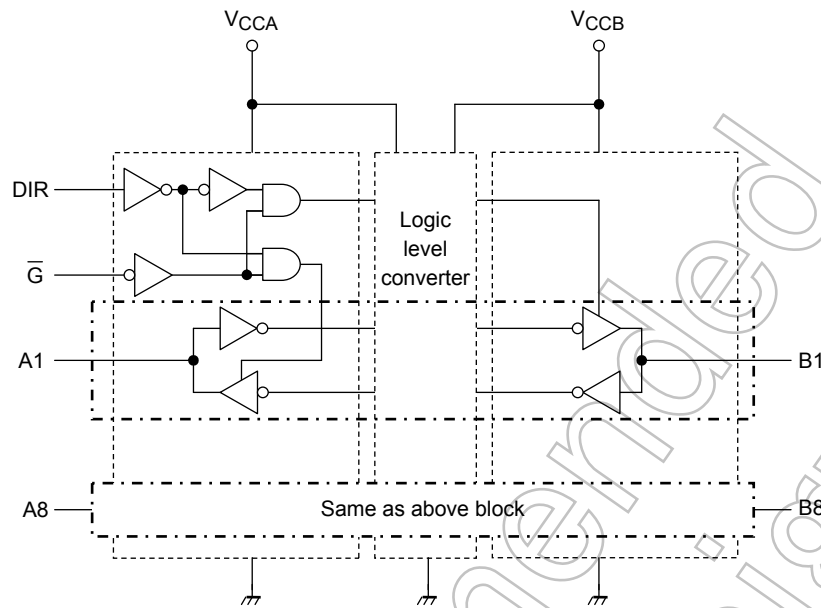 VCCA
VCCB
DIR
G̅
Logic
level
converter
A1
B1
A8
Same as above block
B8